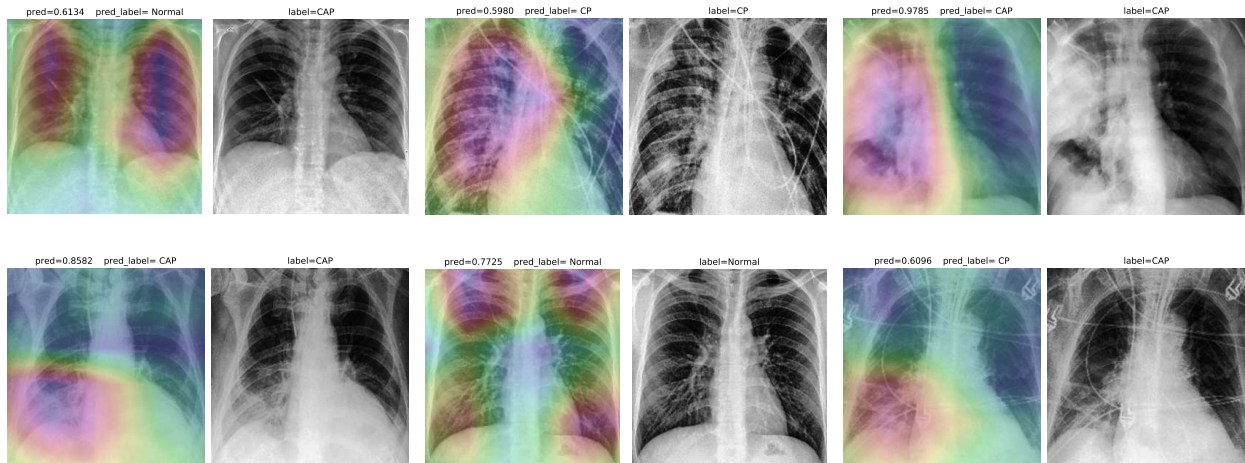 pred=0.6134 pred_label= Normal label=CAP pred=0.5980 pred_label= CP label=CP pred=0.9785 pred_label= CAP label=CAP
pred=0.8582 pred_label= CAP label=CAP pred=0.7725 pred_label= Normal label=Normal pred=0.6096 pred_label= CP label=CAP